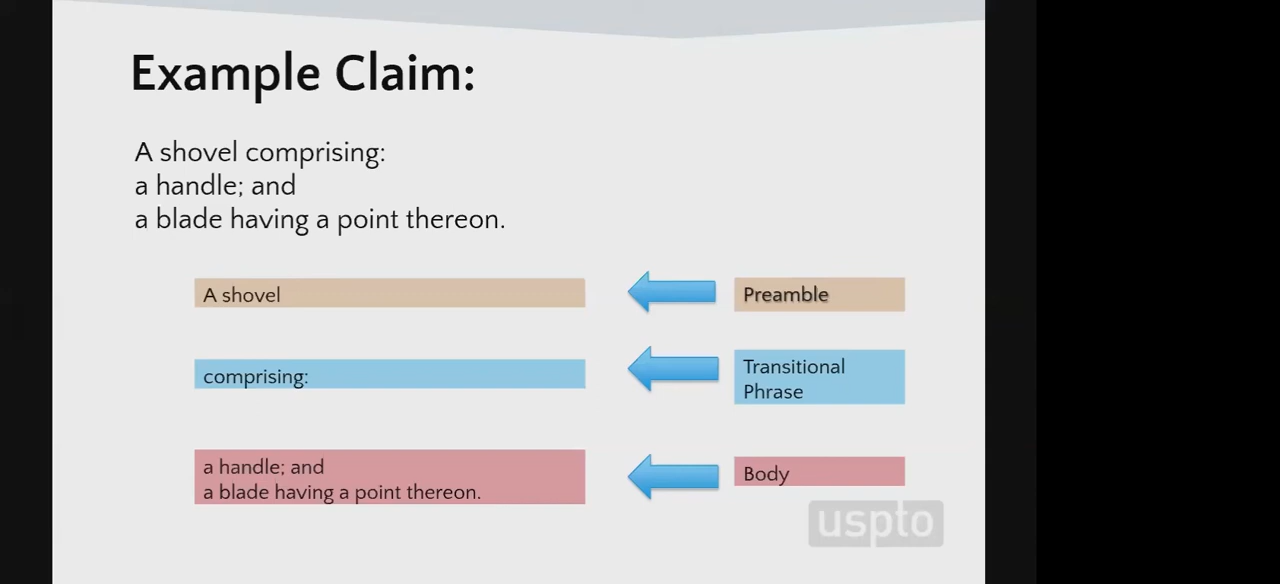 Example Claim:
A shovel comprising:
a handle; and
a blade having a point thereon.
A shovel
Preamble
comprising:
Transitional
Phrase
a handle; and
a blade having a point thereon.
Body
uspto